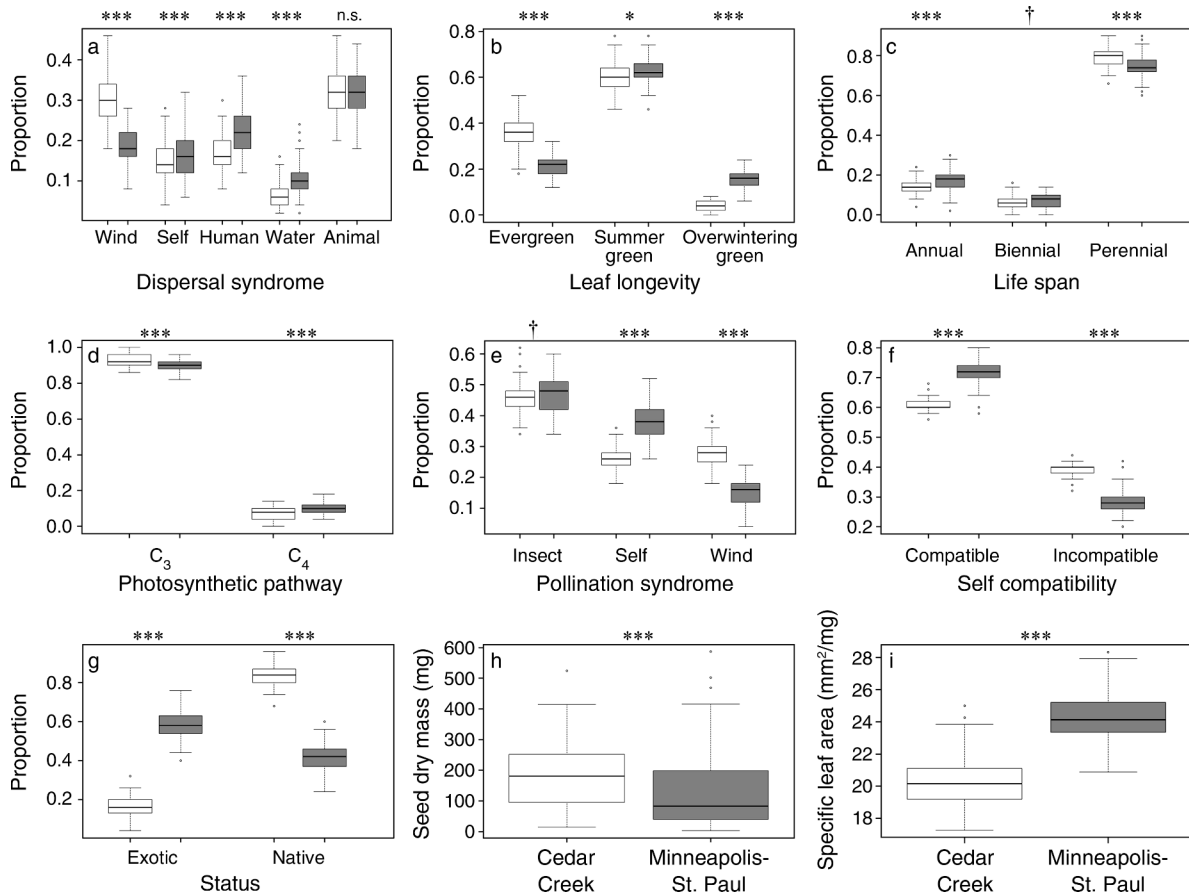 *** *** *** *** n.s.
a
Proportion
0.4
0.3
0.2
0.1
Wind Self Human Water Animal
Dispersal syndrome
*** * ***
b
Proportion
0.8
0.6
0.4
0.2
0.0
Evergreen Summer green Overwintering green
Leaf longevity
*** † ***
c
Proportion
0.8
0.6
0.4
0.2
0.0
Annual Biennial Perennial
Life span
*** ***
d
Proportion
1.0
0.8
0.6
0.4
0.2
0.0
C3 C4
Photosynthetic pathway
† *** ***
e
Proportion
0.6
0.5
0.4
0.3
0.2
0.1
Insect Self Wind
Pollination syndrome
*** ***
f
Proportion
0.8
0.7
0.6
0.5
0.4
0.3
0.2
Compatible Incompatible
Self compatibility
*** ***
g
Proportion
0.8
0.6
0.4
0.2
Exotic Native
Status
***
h
Seed dry mass (mg)
600
500
400
300
200
100
0
Cedar Minneapolis-
Creek St. Paul
***
i
Specific leaf area (mm²/mg)
28
26
24
22
20
18
Cedar Minneapolis-
Creek St. Paul